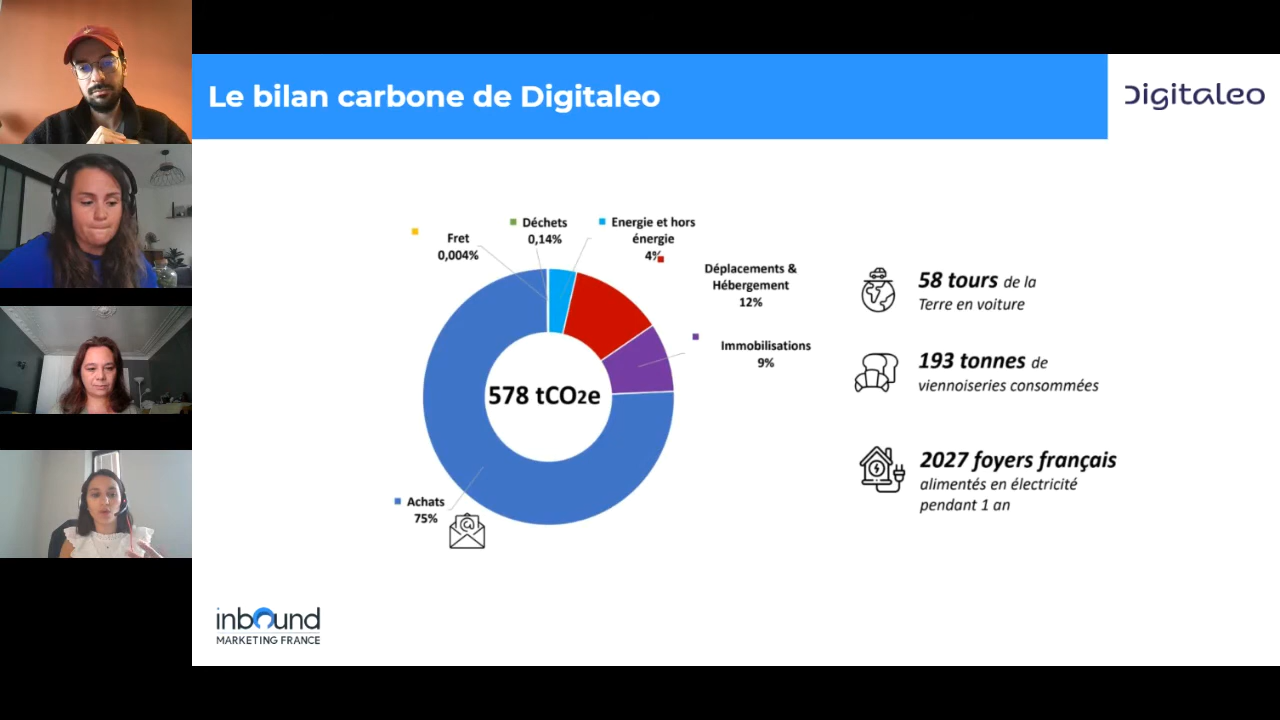 Le bilan carbone de Digitaleo
Digitaleo
Fret
0,004%
Déchets
0,14%
Energie et hors
énergie
4%
Déplacements &
Hébergement
12%
Immobilisations
9%
578 tCO2e
Achats
75%
58 tours de la
Terre en voiture
193 tonnes de
viennoiseries consommées
2027 foyers français
alimentés en électricité
pendant 1 an
inbound
MARKETING FRANCE